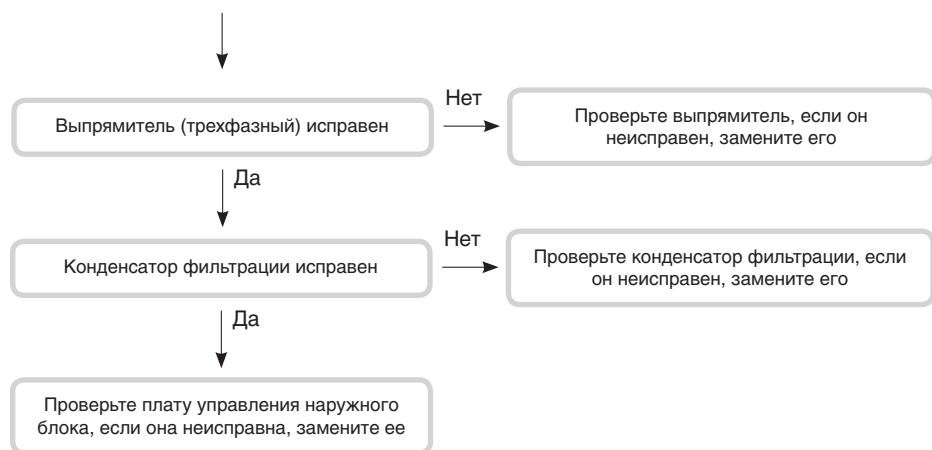 Нет
Выпрямитель (трехфазный) исправен
Проверьте выпрямитель, если он
неисправен, замените его
Да
Нет
Конденсатор фильтрации исправен
Проверьте конденсатор фильтрации, если
он неисправен, замените его
Да
Проверьте плату управления наружного
блока, если она неисправна, замените ее